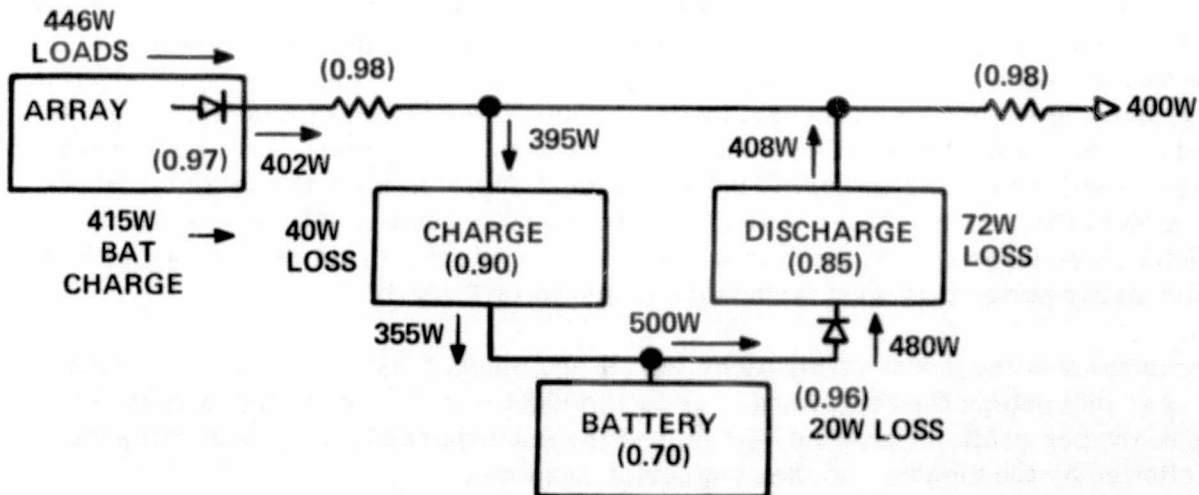 446W
LOADS
(0.98)
(0.98)
ARRAY
400W
(0.97)
402W
395W
408W
415W
BAT
CHARGE
40W
LOSS
CHARGE
(0.90)
DISCHARGE
(0.85)
72W
LOSS
355W
500W
480W
BATTERY
(0.70)
(0.96)
20W LOSS